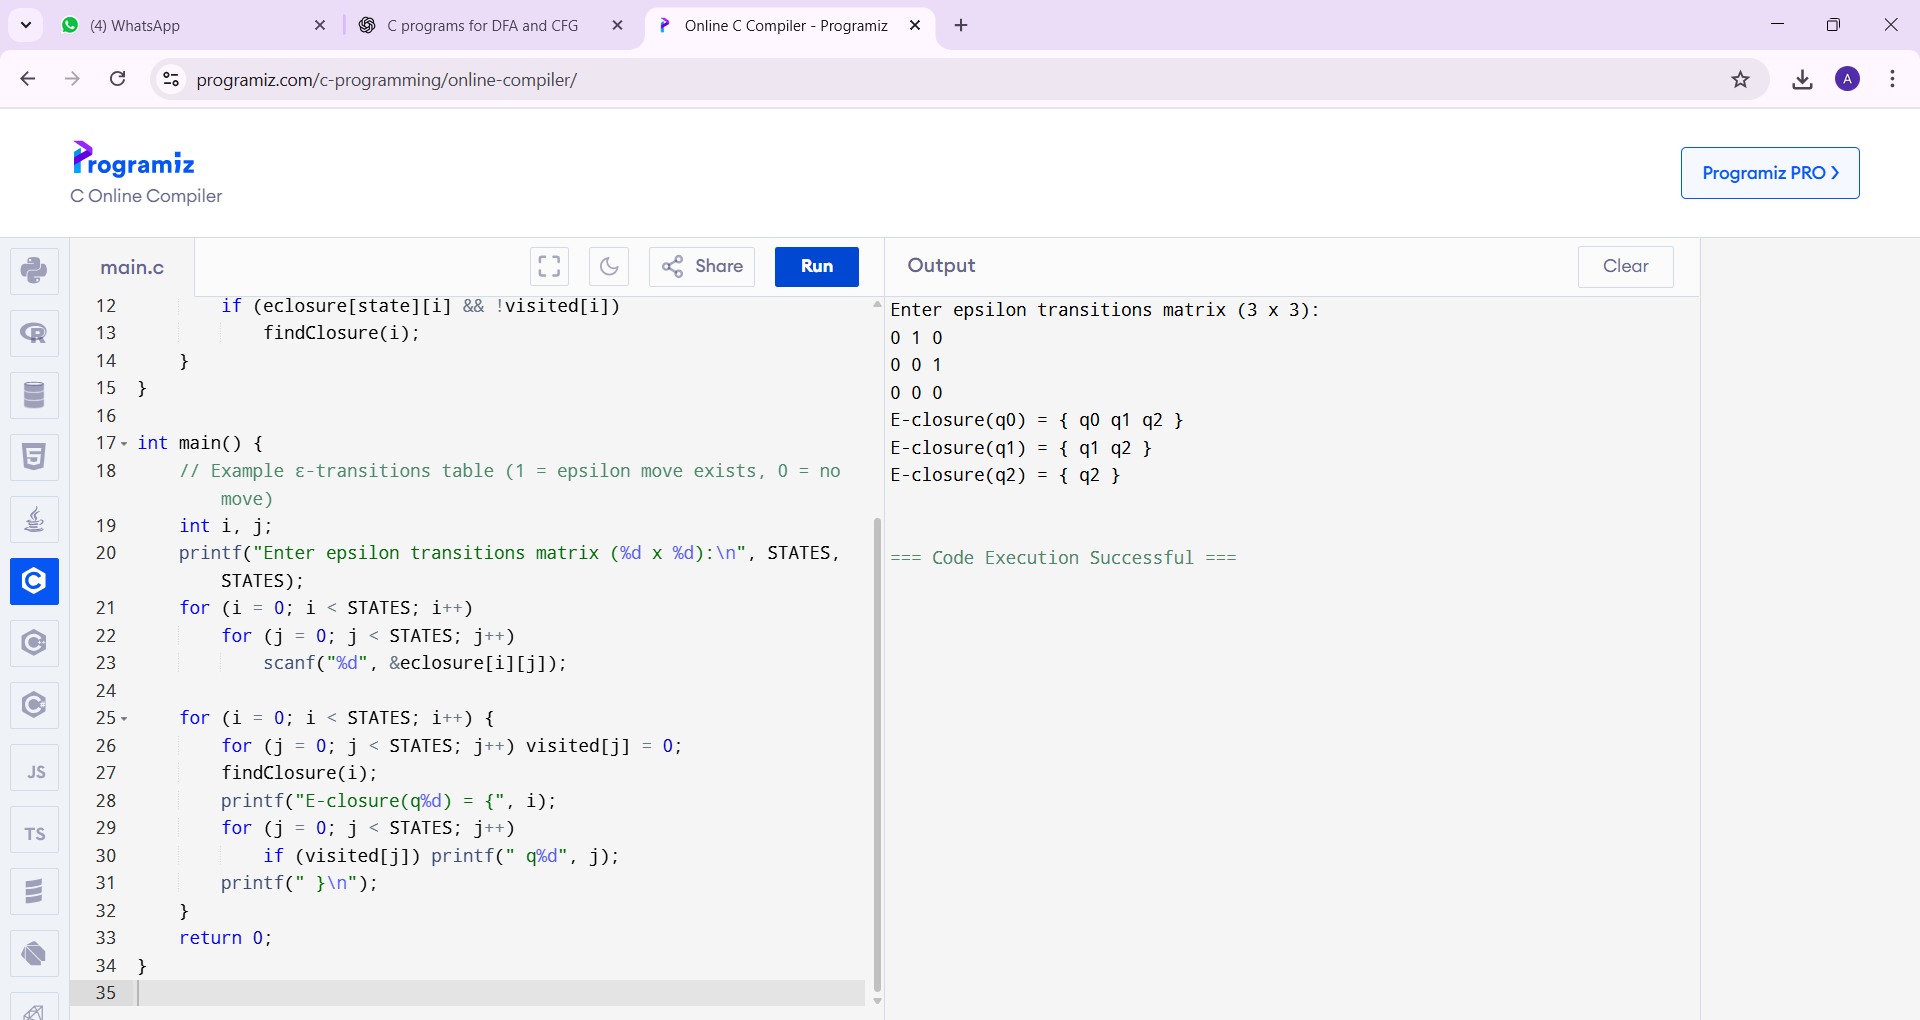 (4) WhatsApp
C programs for DFA and CFG
Online C Compiler - Programiz
programiz.com/c-programming/online-compiler/
A
Programiz
C Online Compiler
Programiz PRO
main.c
Share
Run
Output
Clear
12 if (eclosure[state][i] && !visited[i])
13 findClosure(i);
14 }
15 }
16
17 int main() {
18 // Example ε-transitions table (1 = epsilon move exists, 0 = no
move)
19 int i, j;
20 printf("Enter epsilon transitions matrix (%d x %d):\n", STATES,
STATES);
21 for (i = 0; i < STATES; i++)
22 for (j = 0; j < STATES; j++)
23 scanf("%d", &eclosure[i][j]);
24
25 for (i = 0; i < STATES; i++) {
26 for (j = 0; j < STATES; j++) visited[j] = 0;
27 findClosure(i);
28 printf("E-closure(q%d) = {", i);
29 for (j = 0; j < STATES; j++)
30 if (visited[j]) printf(" q%d", j);
31 printf(" }\n");
32 }
33 return 0;
34 }
35
Enter epsilon transitions matrix (3 x 3):
0 1 0
0 0 1
0 0 0
E-closure(q0) = { q0 q1 q2 }
E-closure(q1) = { q1 q2 }
E-closure(q2) = { q2 }
=== Code Execution Successful ===
JS
TS